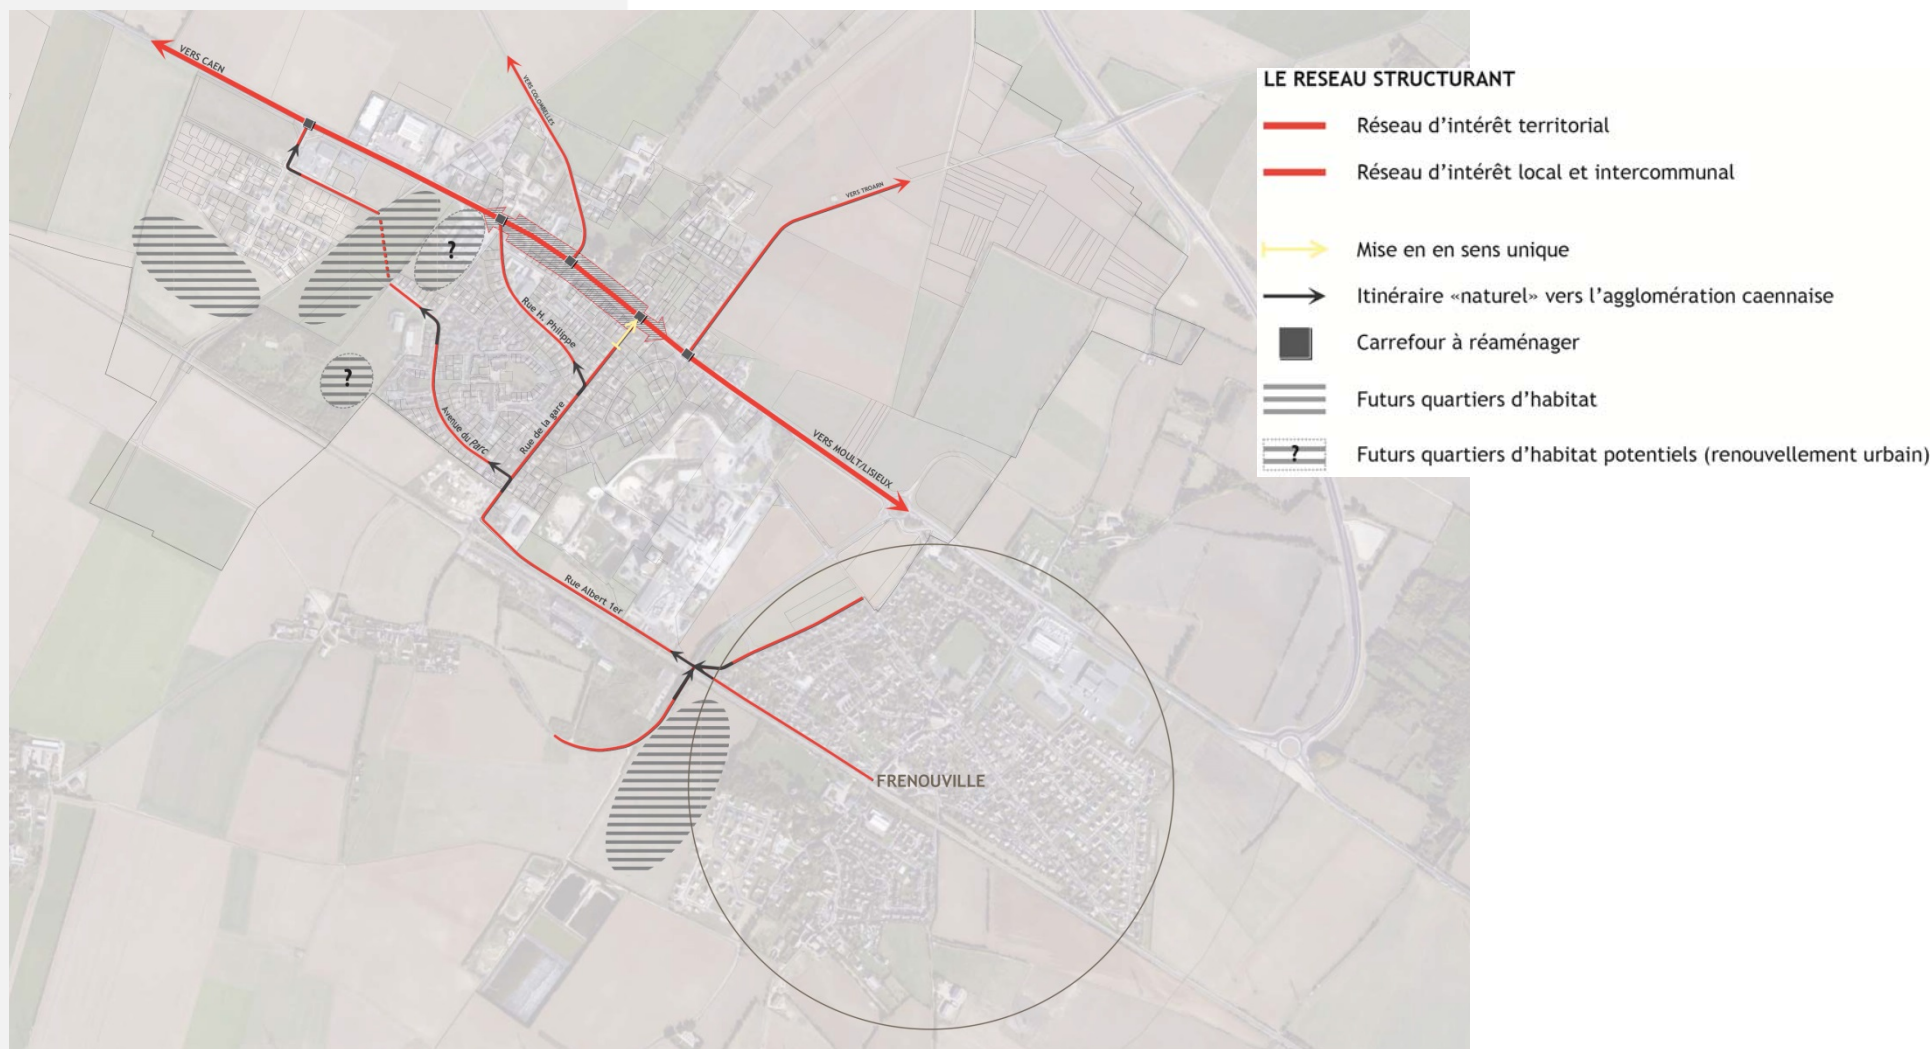 VERS CAEN
VERS COLOMBELLES
VERS TROARN
?
?
Rue H. Philippe
Avenue du Parc
Rue de la gare
VERS MOULT/LISIEUX
Rue Albert 1er
FRENOUVILLE
LE RESEAU STRUCTURANT
Réseau d'intérêt territorial
Réseau d'intérêt local et intercommunal
Mise en en sens unique
Itinéraire «naturel» vers l'agglomération caennaise
Carrefour à réaménager
Futurs quartiers d'habitat
?
Futurs quartiers d'habitat potentiels (renouvellement urbain)